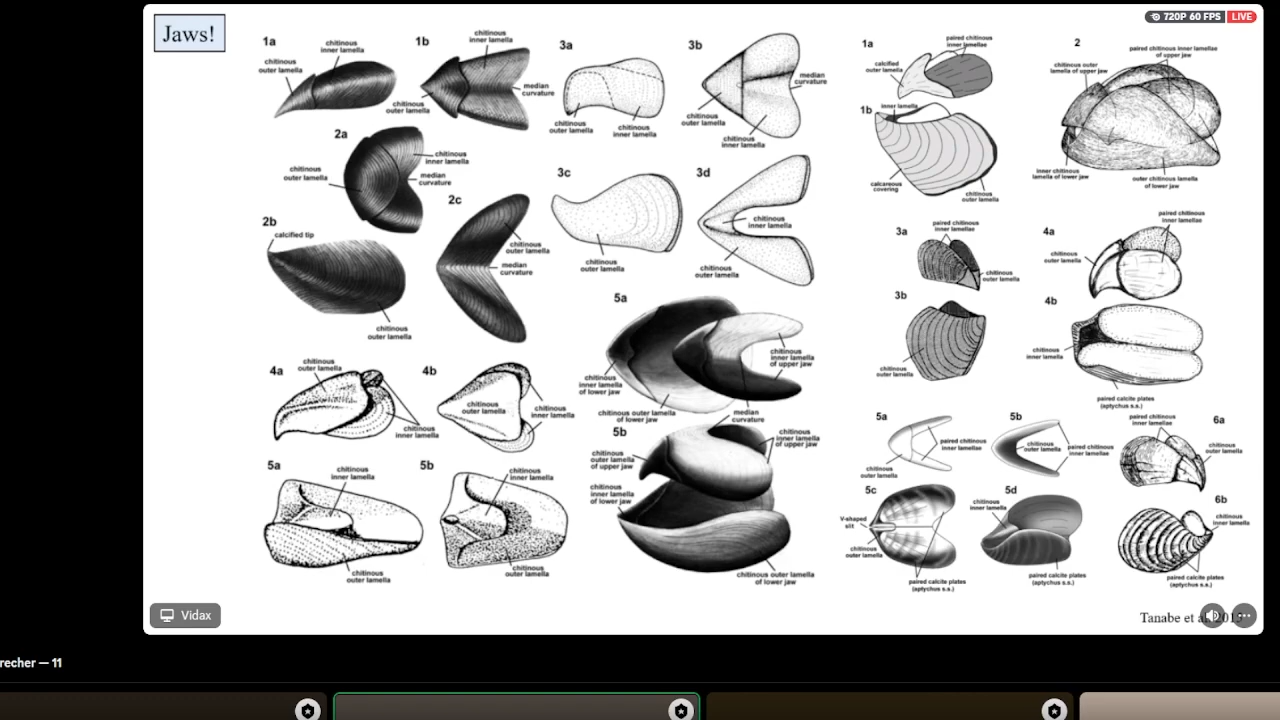 Jaws!
720P 60 FPS LIVE
1a
chitinous
inner lamella
chitinous
outer lamella
1b
chitinous
inner lamella
chitinous
outer lamella
median
curvature
2a
chitinous
inner lamella
chitinous
outer lamella
median
curvature
2b
calcified tip
chitinous
outer lamella
2c
chitinous
outer lamella
median
curvature
3a
chitinous
outer lamella
chitinous
inner lamella
3b
median
curvature
chitinous
outer lamella
chitinous
inner lamella
3c
chitinous
outer lamella
3d
chitinous
inner lamella
chitinous
outer lamella
4a
chitinous
outer lamella
chitinous
inner lamella
4b
chitinous
outer lamella
chitinous
inner lamella
5a
chitinous
inner lamella
chitinous
outer lamella
5b
chitinous
inner lamella
chitinous
outer lamella
5a
chitinous
inner lamella
of upper jaw
chitinous
inner lamella
of lower jaw
chitinous outer lamella
of lower jaw
median
curvature
5b
chitinous
inner lamella
of upper jaw
chitinous
outer lamella
of upper jaw
chitinous
inner lamella
of lower jaw
chitinous outer lamella
of lower jaw
1a
paired chitinous
inner lamellae
calcified
outer lamella
1b
inner lamella
calcareous
covering
chitinous
outer lamella
2
paired chitinous inner lamellae
of upper jaw
chitinous outer
lamella of upper jaw
inner chitinous
lamella of lower jaw
outer chitinous lamella
of lower jaw
3a
paired chitinous
inner lamellae
chitinous
outer lamella
3b
chitinous
outer lamella
4a
paired chitinous
inner lamellae
chitinous
outer lamella
4b
chitinous
inner lamella
paired calcite plates
(aptychus s.s.)
5a
paired chitinous
inner lamellae
chitinous
outer lamella
5b
chitinous
outer lamella
paired chitinous
inner lamellae
5c
V-shaped
slit
chitinous
outer lamella
paired calcite plates
(aptychus s.s.)
5d
chitinous
inner lamella
paired calcite plates
(aptychus s.s.)
6a
paired chitinous
inner lamellae
chitinous
outer lamella
6b
chitinous
inner lamella
paired calcite plates
(aptychus s.s.)
Vidax
Tanabe et
recher — 11